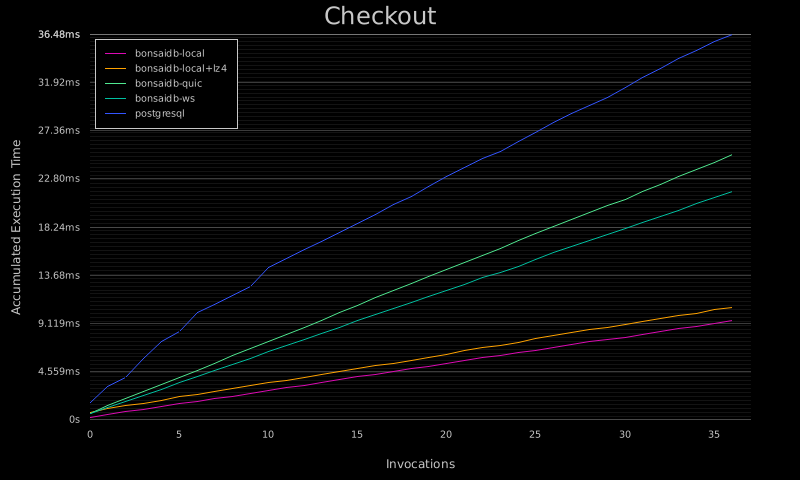 Checkout
36.48ms
31.92ms
27.36ms
22.80ms
18.24ms
13.68ms
9.119ms
4.559ms
0s
bonsaidb-local
bonsaidb-local+lz4
bonsaidb-quic
bonsaidb-ws
postgresql
Accumulated Execution Time
0 5 10 15 20 25 30 35
Invocations